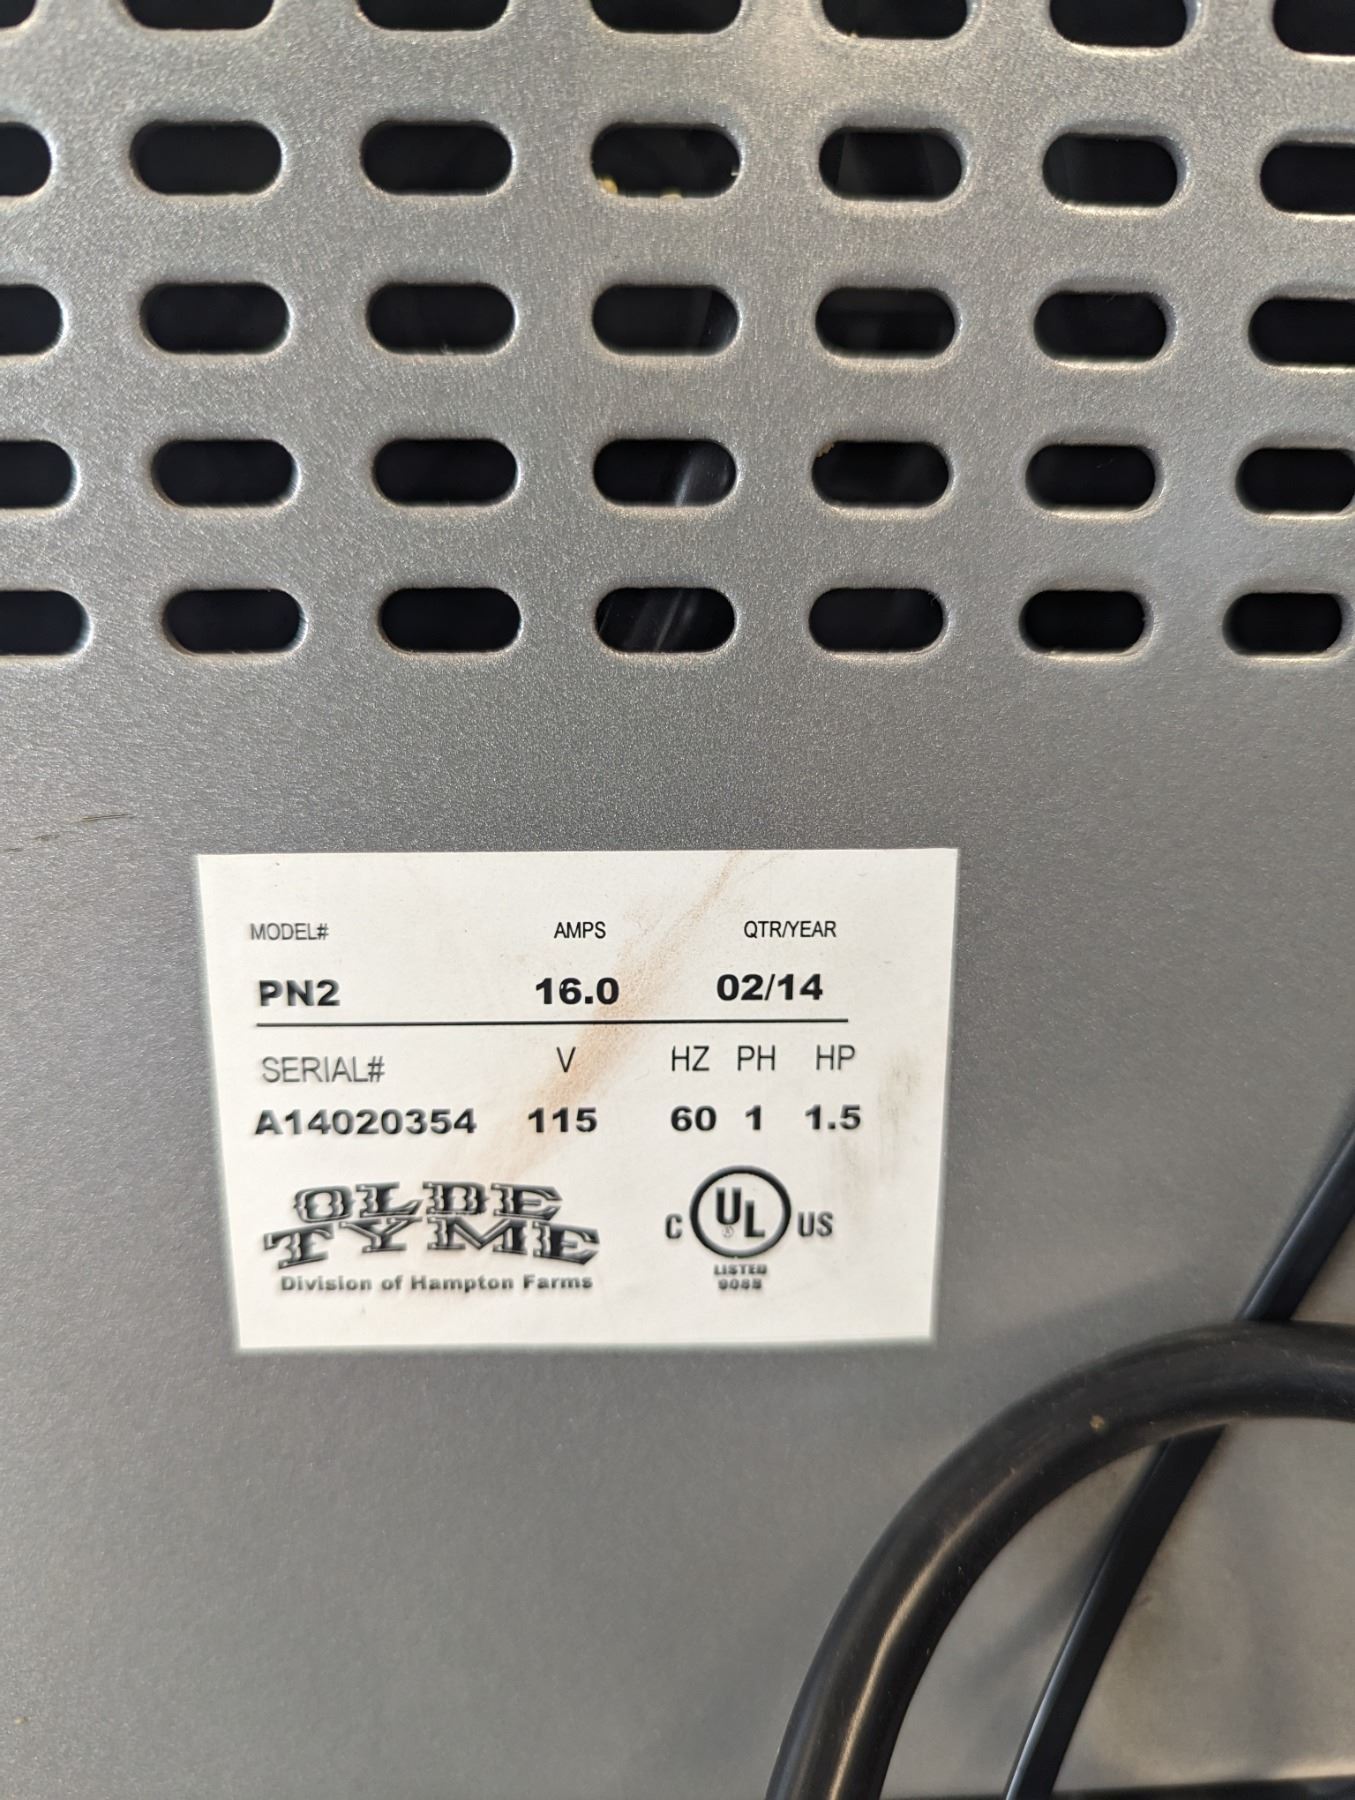 MODEL# AMPS QTR/YEAR
PN2 16.0 02/14
SERIAL# V HZ PH HP
A14020354 115 60 1 1.5
OLDE
TYME
Division of Hampton Farms
C UL® US
LISTED